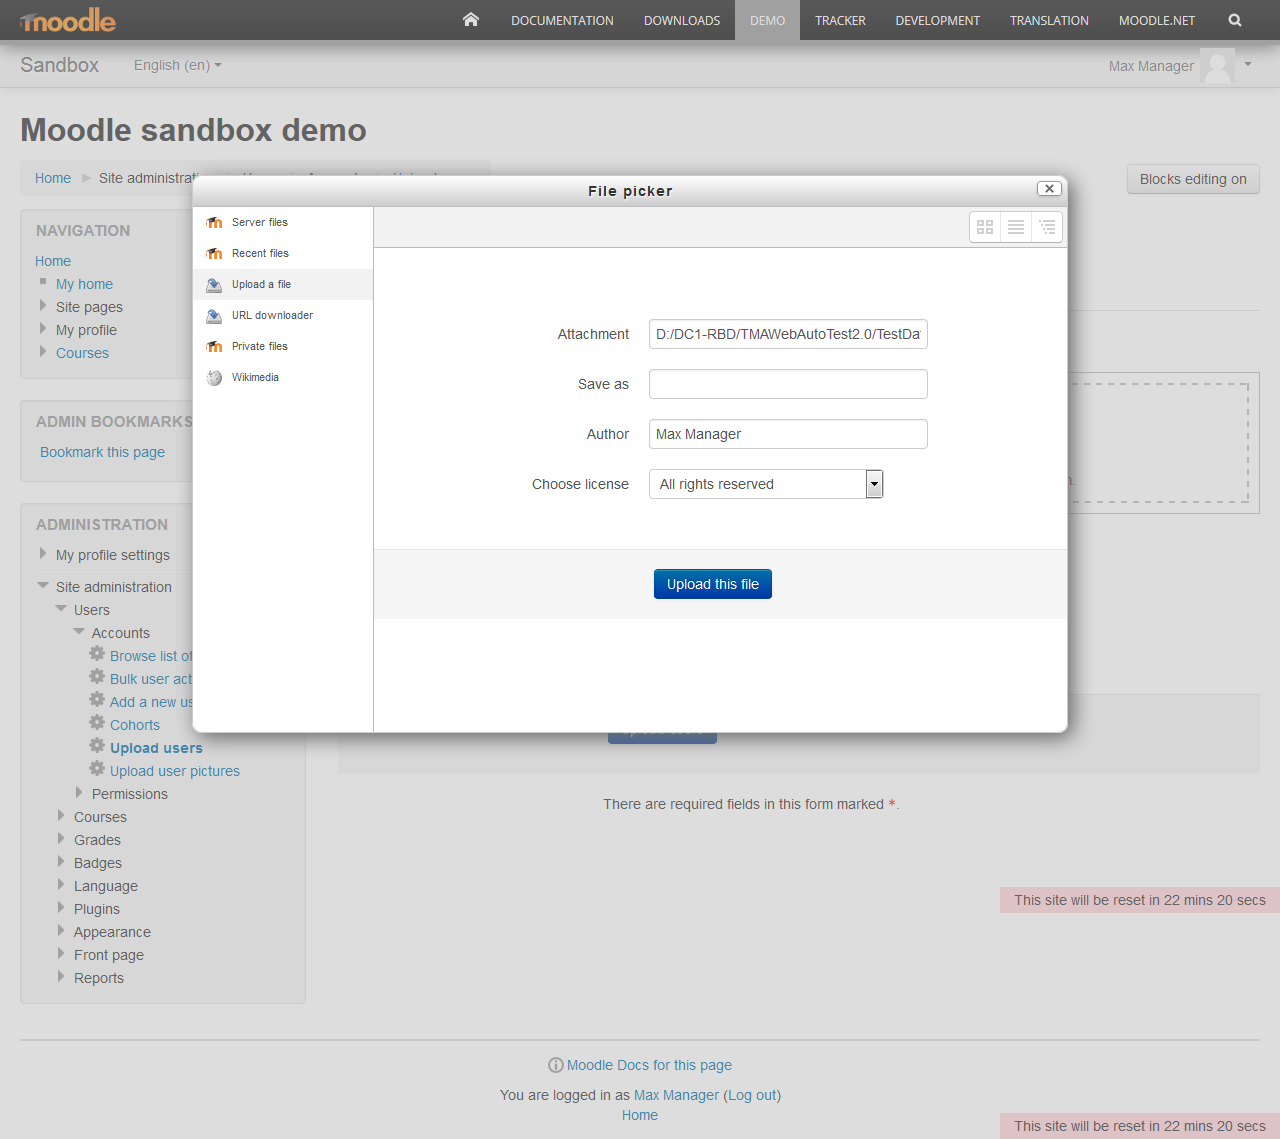 moodle
DOCUMENTATION DOWNLOADS DEMO TRACKER DEVELOPMENT TRANSLATION MOODLE.NET
Sandbox English (en) Max Manager
Moodle sandbox demo
Home Site administrati
Blocks editing on
File picker
Server files
Recent files
Upload a file
URL downloader
Private files
Wikimedia
Attachment D:/DC1-RBD/TMAWebAutoTest2.0/TestDa
Save as
Author Max Manager
Choose license All rights reserved
Upload this file
NAVIGATION
Home
My home
Site pages
My profile
Courses
ADMIN BOOKMARKS
Bookmark this page
ADMINISTRATION
My profile settings
Site administration
Users
Accounts
Browse list of
Bulk user act
Add a new us
Cohorts
Upload users
Upload user pictures
Permissions
Courses
Grades
Badges
Language
Plugins
Appearance
Front page
Reports
There are required fields in this form marked *.
This site will be reset in 22 mins 20 secs
Moodle Docs for this page
You are logged in as Max Manager (Log out)
Home
This site will be reset in 22 mins 20 secs